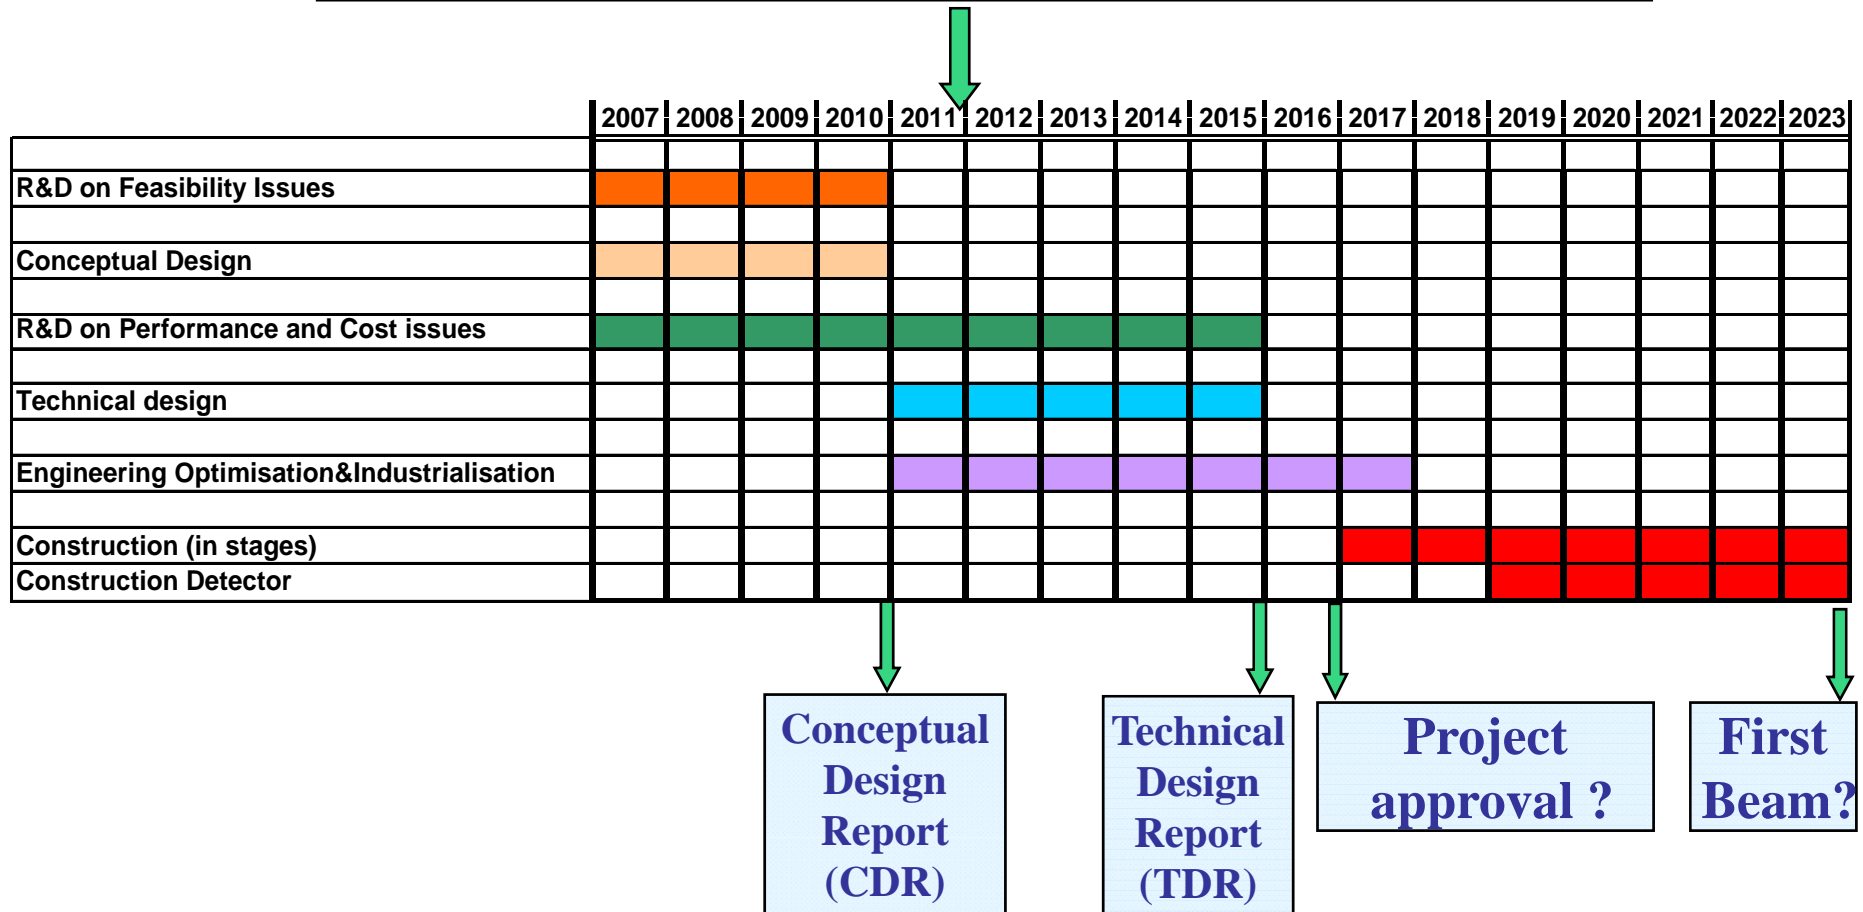 2007 2008 2009 2010 2011 2012 2013 2014 2015 2016 2017 2018 2019 2020 2021 2022 2023
R&D on Feasibility Issues
Conceptual Design
R&D on Performance and Cost issues
Technical design
Engineering Optimisation&Industrialisation
Construction (in stages)
Construction Detector
Conceptual
Design
Report
(CDR)
Technical
Design
Report
(TDR)
Project
approval ?
First
Beam?